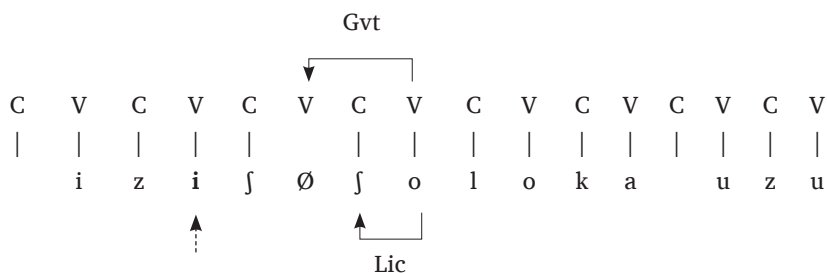 Gvt
C V C V C V C V C V C V C V C V
i z i ʃ Ø ʃ o l o k a u z u
Lic